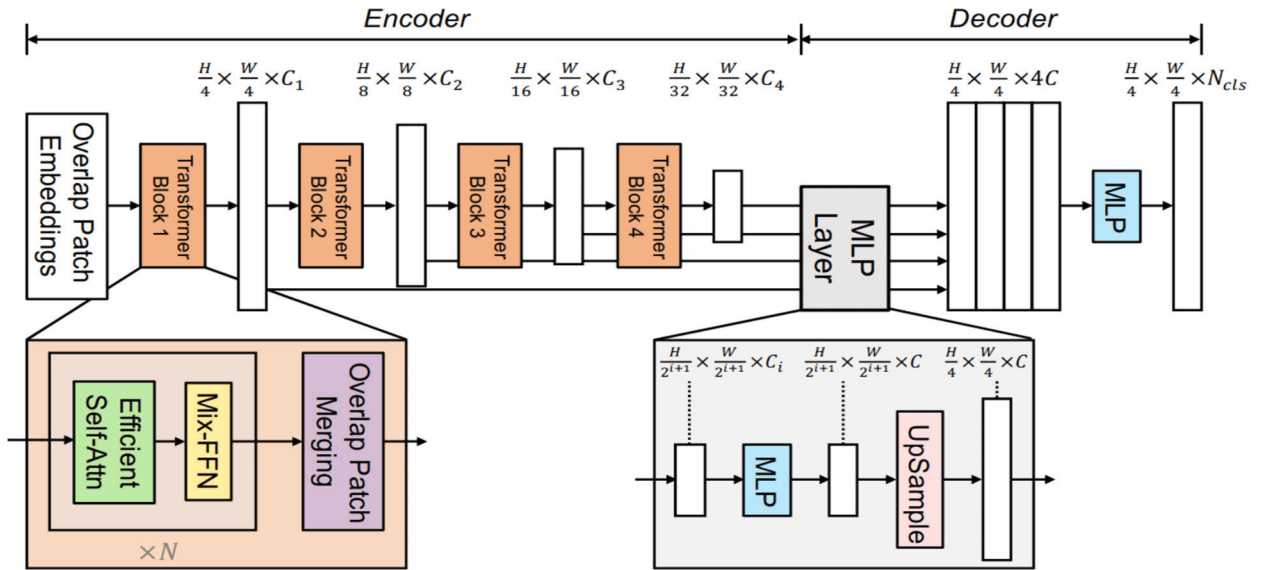 Encoder
Decoder
H/4 × W/4 × C₁
H/8 × W/8 × C₂
H/16 × W/16 × C₃
H/32 × W/32 × C₄
H/4 × W/4 × 4C
H/4 × W/4 × N_cls
Overlap Patch
Embeddings
Transformer
Block 1
Transformer
Block 2
Transformer
Block 3
Transformer
Block 4
MLP
Layer
MLP
Efficient
Self-Attn
Mix-FFN
Overlap Patch
Merging
×N
H/2^{i+1} × W/2^{i+1} × C_i
H/2^{i+1} × W/2^{i+1} × C
H/4 × W/4 × C
MLP
UpSample